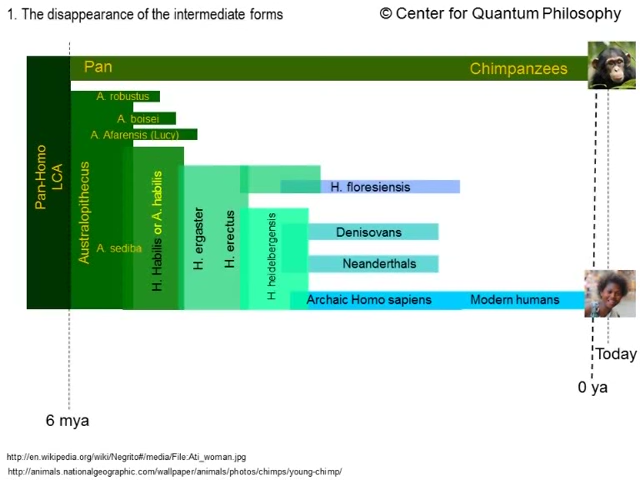 1. The disappearance of the intermediate forms
© Center for Quantum Philosophy
Pan
Chimpanzees
A. robustus
A. boisei
A. Afarensis (Lucy)
Pan-Homo
LCA
Australopithecus
A. sediba
H. Habilis or A. habilis
H. ergaster
H. erectus
H. heidelbergensis
H. floresiensis
Denisovans
Neanderthals
Archaic Homo sapiens
Modern humans
Today
0 ya
6 mya
http://en.wikipedia.org/wiki/Negrito#/media/File:Ati_woman.jpg
http://animals.nationalgeographic.com/wallpaper/animals/photos/chimps/young-chimp/